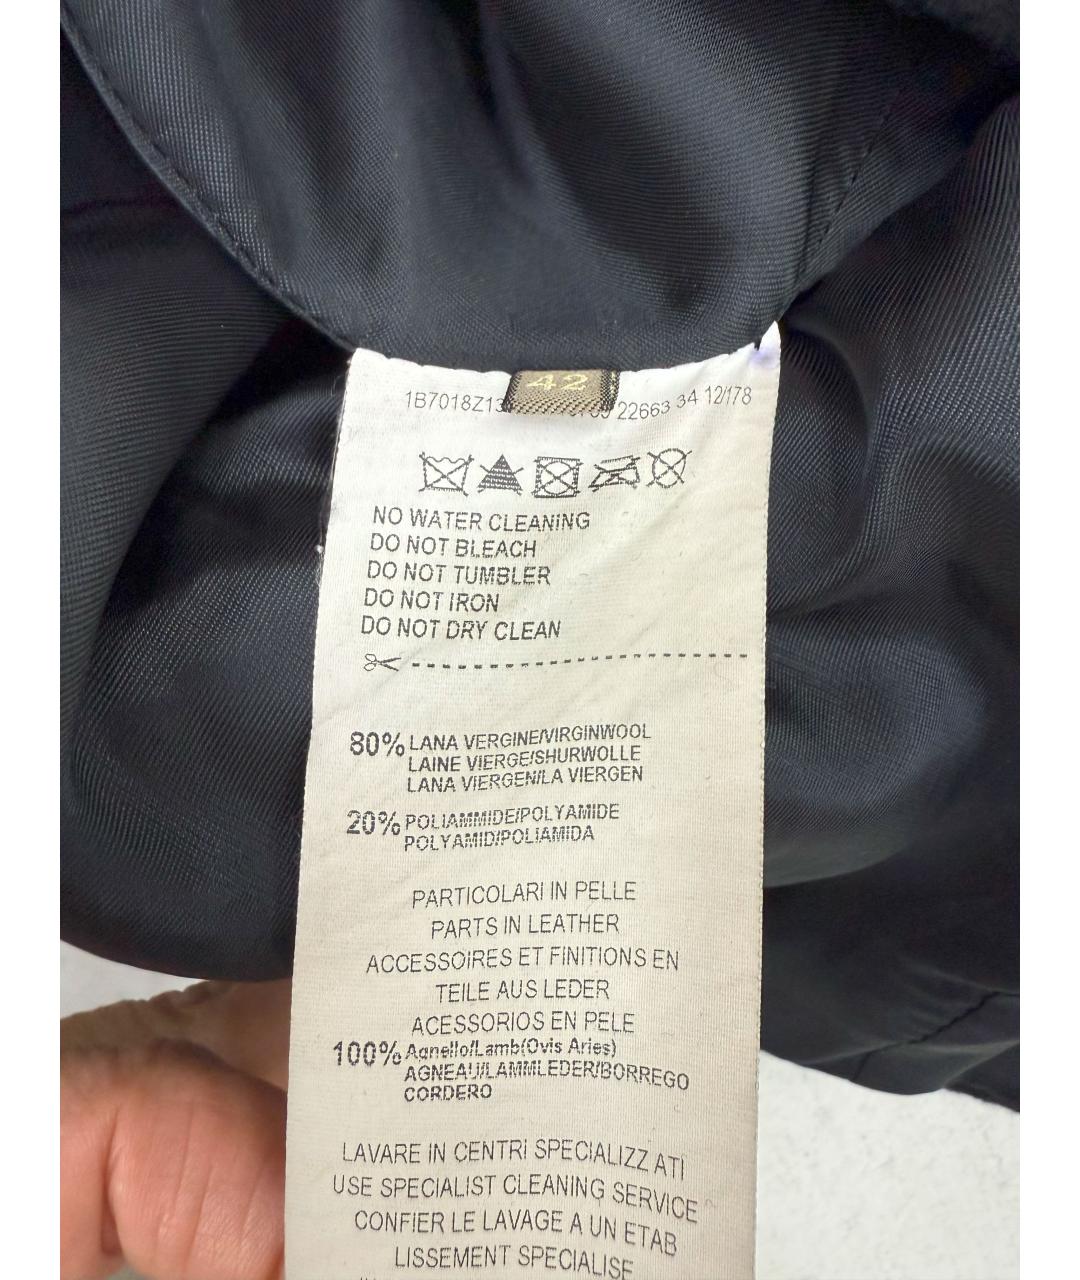 42
1B7018Z13 22663 34 12/178
NO WATER CLEANING
DO NOT BLEACH
DO NOT TUMBLER
DO NOT IRON
DO NOT DRY CLEAN
80% LANA VERGINE/VIRGINWOOL
LAINE VIERGE/SHURWOLLE
LANA VIERGEN/LA VIERGEN
20% POLIAMMIDE/POLYAMIDE
POLYAMID/POLIAMIDA
PARTICOLARI IN PELLE
PARTS IN LEATHER
ACCESSOIRES ET FINITIONS EN
TEILE AUS LEDER
ACESSORIOS EN PELE
100% Agnello/Lamb(Ovis Aries)
AGNEAU/LAMMLEDER/BORREGO
CORDERO
LAVARE IN CENTRI SPECIALIZZ ATI
USE SPECIALIST CLEANING SERVICE
CONFIER LE LAVAGE A UN ETAB
LISSEMENT SPECIALISE